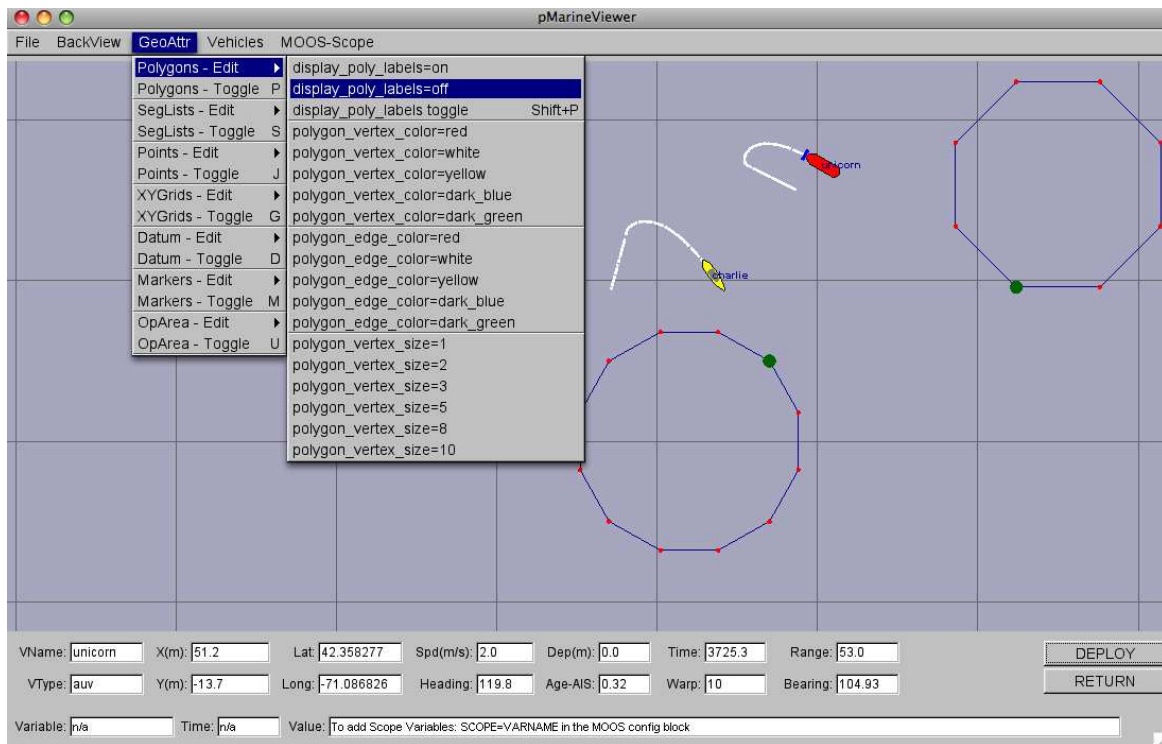 pMarineViewer
File BackView GeoAttr Vehicles MOOS-Scope
Polygons - Edit
Polygons - Toggle P
SegLists - Edit
SegLists - Toggle S
Points - Edit
Points - Toggle J
XYGrids - Edit
XYGrids - Toggle G
Datum - Edit
Datum - Toggle D
Markers - Edit
Markers - Toggle M
OpArea - Edit
OpArea - Toggle U
display_poly_labels=on
display_poly_labels=off
display_poly_labels toggle Shift+P
polygon_vertex_color=red
polygon_vertex_color=white
polygon_vertex_color=yellow
polygon_vertex_color=dark_blue
polygon_vertex_color=dark_green
polygon_edge_color=red
polygon_edge_color=white
polygon_edge_color=yellow
polygon_edge_color=dark_blue
polygon_edge_color=dark_green
polygon_vertex_size=1
polygon_vertex_size=2
polygon_vertex_size=3
polygon_vertex_size=5
polygon_vertex_size=8
polygon_vertex_size=10
unicorn
charlie
VName: unicorn X(m): 51.2 Lat: 42.358277 Spd(m/s): 2.0 Dep(m): 0.0 Time: 3725.3 Range: 53.0 DEPLOY
VType: auv Y(m): -13.7 Long: -71.086826 Heading: 119.8 Age-AIS: 0.32 Warp: 10 Bearing: 104.93 RETURN
Variable: n/a Time: n/a Value: To add Scope Variables: SCOPE=VARNAME in the MOOS config block